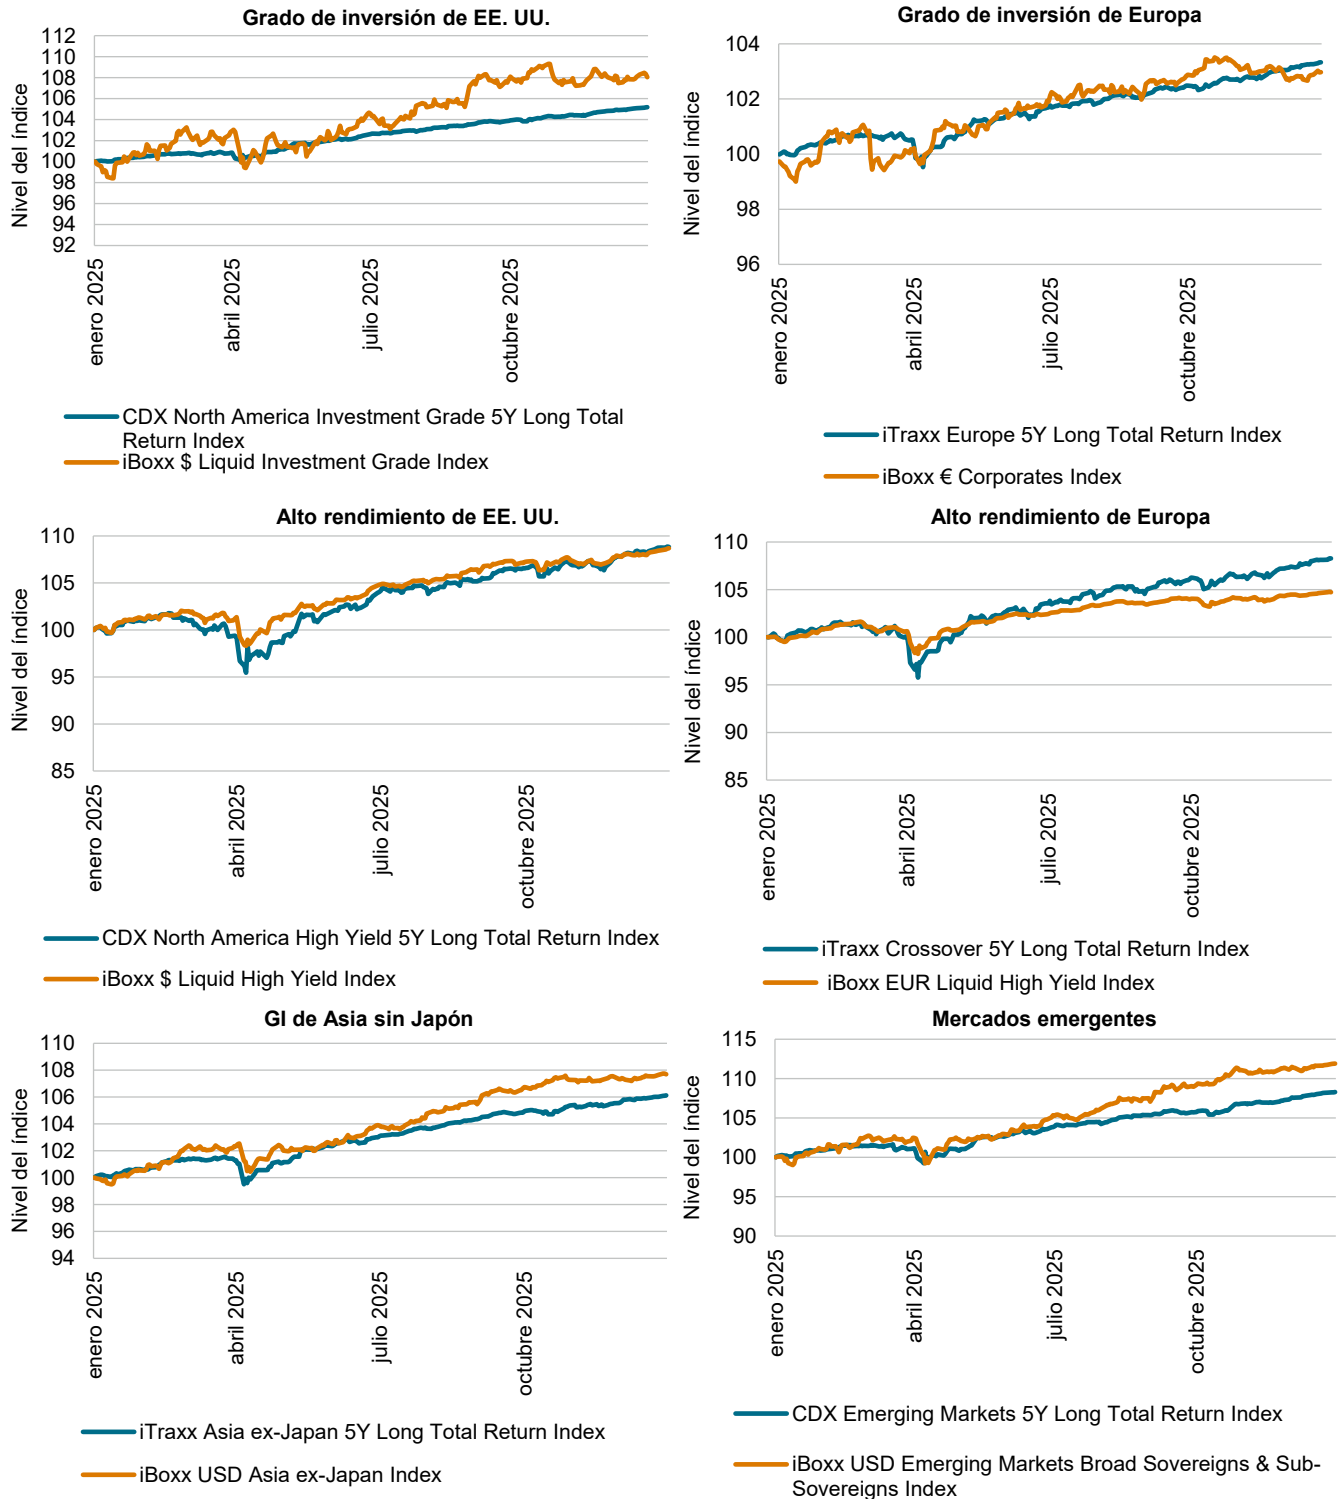 Grado de inversión de EE. UU.
Nivel del índice
112
110
108
106
104
102
100
98
96
94
92
enero 2025
abril 2025
julio 2025
octubre 2025
CDX North America Investment Grade 5Y Long Total
Return Index
iBoxx $ Liquid Investment Grade Index
Grado de inversión de Europa
Nivel del índice
104
102
100
98
96
enero 2025
abril 2025
julio 2025
octubre 2025
iTraxx Europe 5Y Long Total Return Index
iBoxx € Corporates Index
Alto rendimiento de EE. UU.
Nivel del índice
110
105
100
95
90
85
enero 2025
abril 2025
julio 2025
octubre 2025
CDX North America High Yield 5Y Long Total Return Index
iBoxx $ Liquid High Yield Index
Alto rendimiento de Europa
Nivel del índice
110
105
100
95
90
85
enero 2025
abril 2025
julio 2025
octubre 2025
iTraxx Crossover 5Y Long Total Return Index
iBoxx EUR Liquid High Yield Index
GI de Asia sin Japón
Nivel del índice
110
108
106
104
102
100
98
96
94
enero 2025
abril 2025
julio 2025
octubre 2025
iTraxx Asia ex-Japan 5Y Long Total Return Index
iBoxx USD Asia ex-Japan Index
Mercados emergentes
Nivel del índice
115
110
105
100
95
90
enero 2025
abril 2025
julio 2025
octubre 2025
CDX Emerging Markets 5Y Long Total Return Index
iBoxx USD Emerging Markets Broad Sovereigns & Sub-
Sovereigns Index